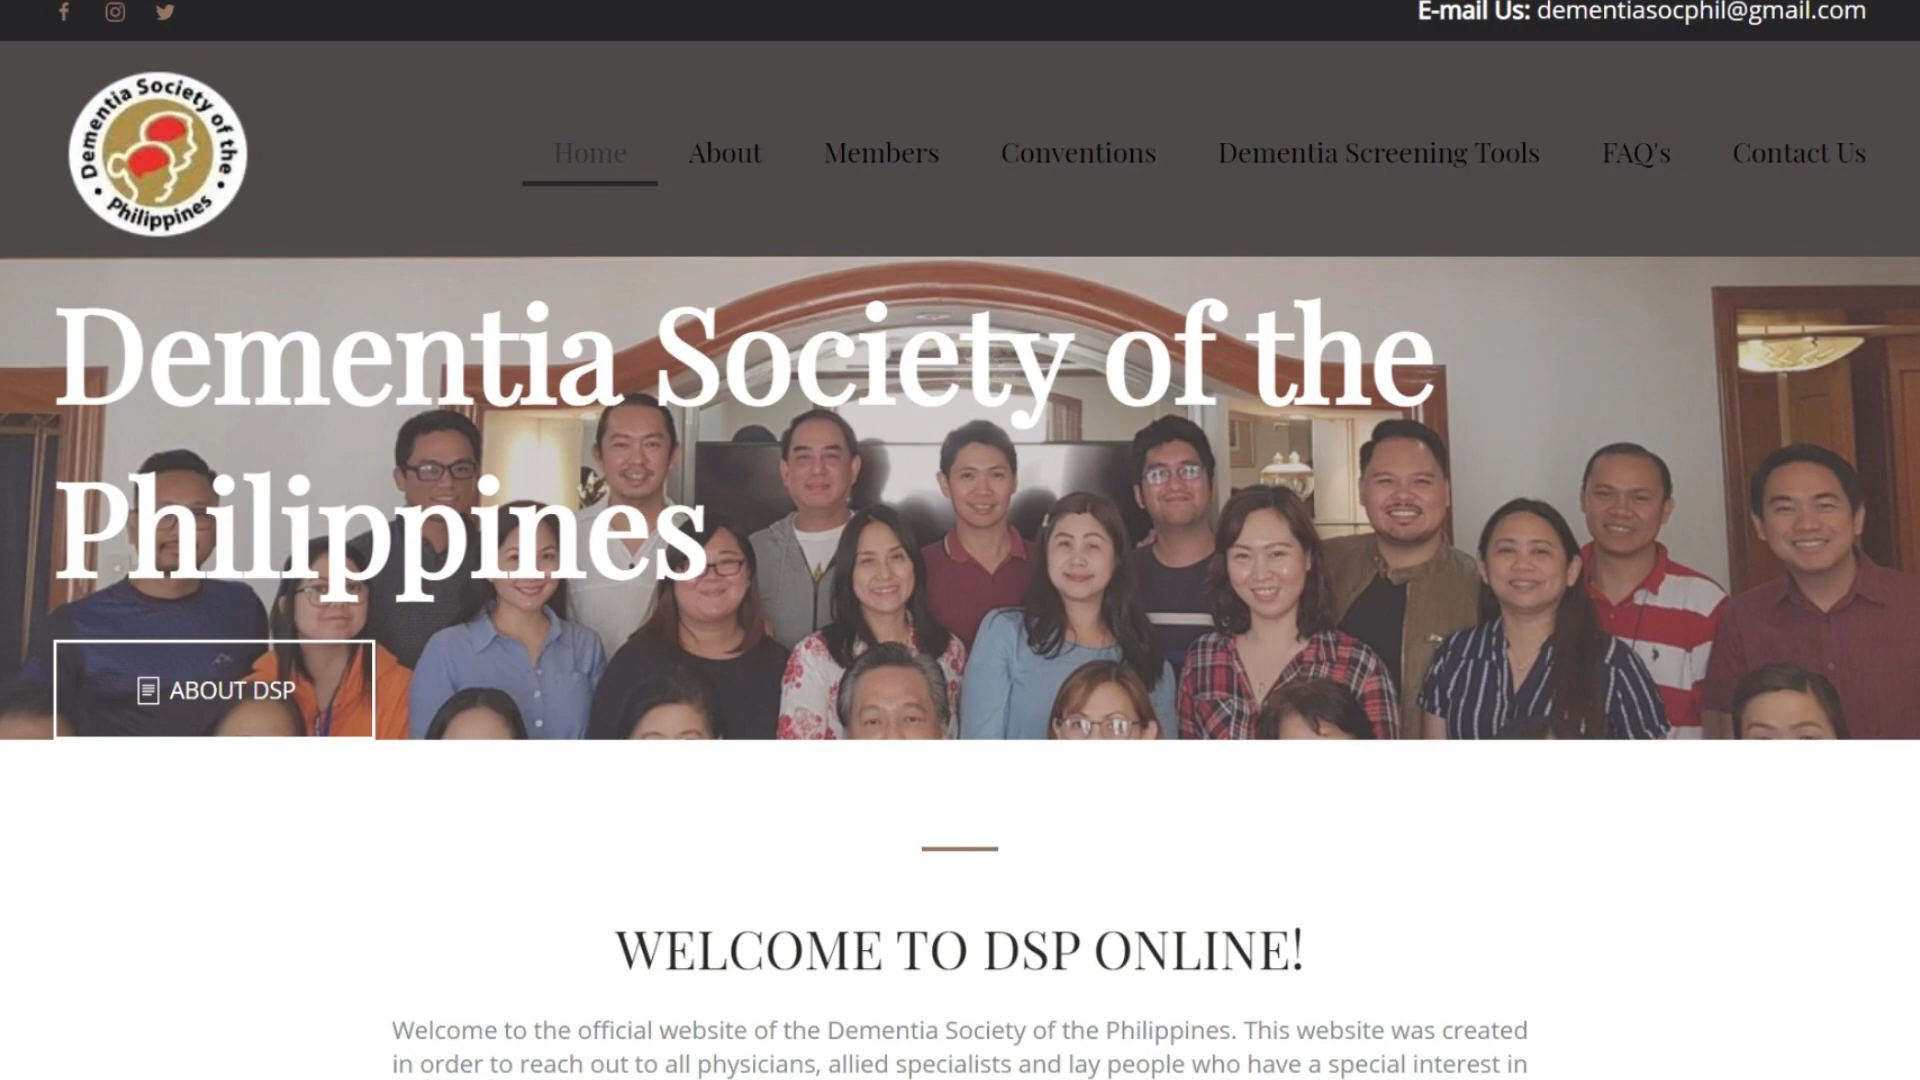 E-mail Us: dementiasocphil@gmail.com
Dementia Society of the
Philippines
Home About Members Conventions Dementia Screening Tools FAQ's Contact Us
Dementia Society of the
Philippines
ABOUT DSP
WELCOME TO DSP ONLINE!
Welcome to the official website of the Dementia Society of the Philippines. This website was created
in order to reach out to all physicians, allied specialists and lay people who have a special interest in